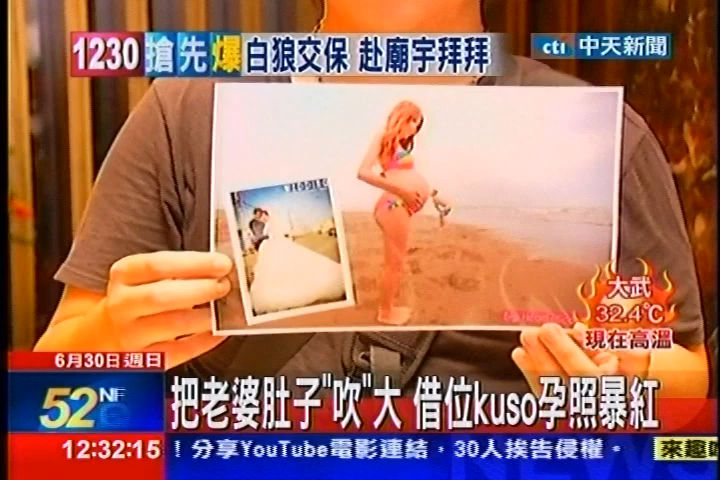 1230 搶先爆 白狼交保 赴廟宇拜拜
cti 中天新聞
大武
32.4℃
現在高溫
6月30日週日
52 NE
把老婆肚子"吹"大 借位kuso孕照暴紅
12:32:15
！分享YouTube電影連結，30人挨告侵權。
來趣